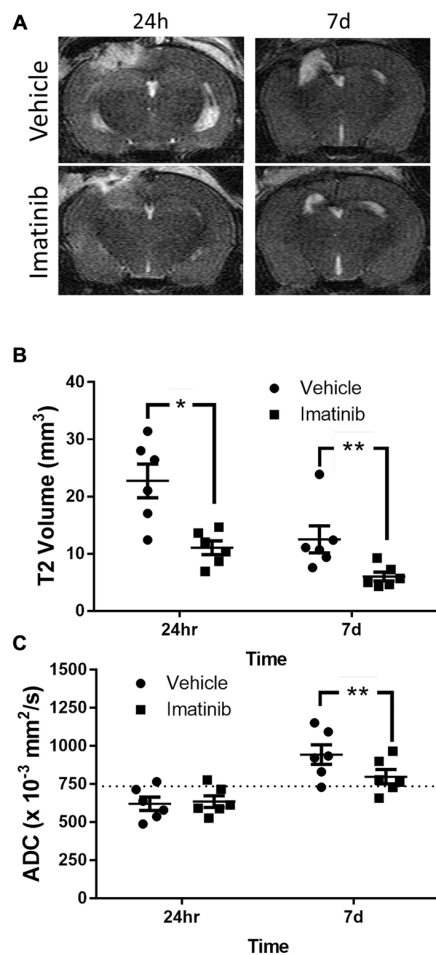 A
24h
7d
Vehicle
Imatinib
B
T2 Volume (mm³)
40
30
20
10
0
Vehicle
Imatinib
*
**
24hr
7d
Time
C
ADC (x 10⁻³ mm²/s)
1500
1250
1000
750
500
250
0
Vehicle
Imatinib
**
24hr
7d
Time